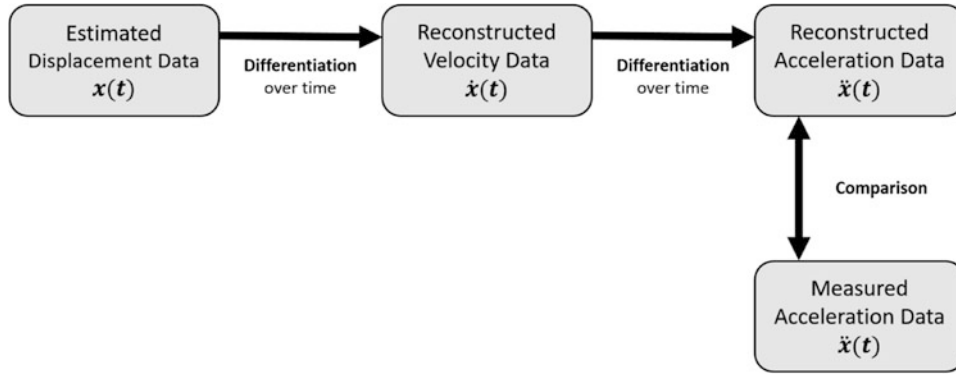 Estimated
Displacement Data
x(t)
Differentiation
over time
Reconstructed
Velocity Data
ẋ(t)
Differentiation
over time
Reconstructed
Acceleration Data
ẍ(t)
Comparison
Measured
Acceleration Data
ẍ(t)